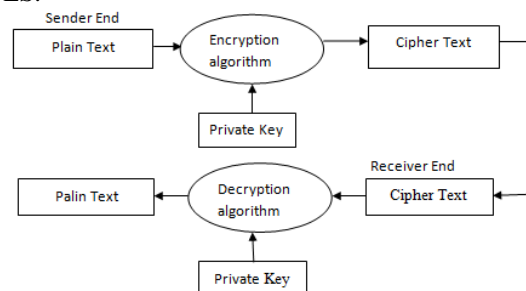 ES.
Sender End
Plain Text
Encryption
algorithm
Cipher Text
Private Key
Receiver End
Palin Text
Decryption
algorithm
Cipher Text
Private Key